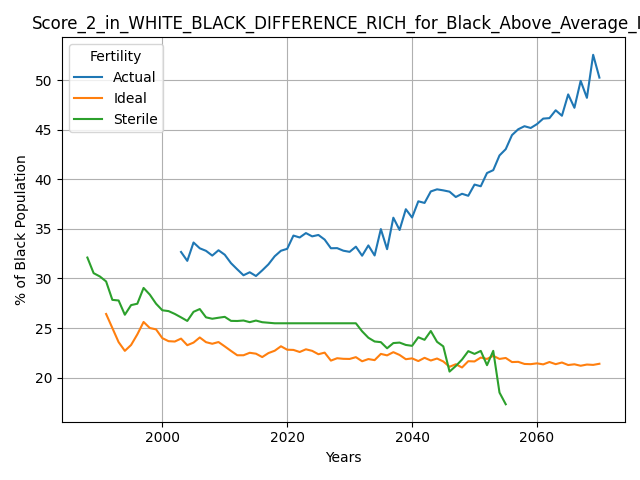 Score_2_in_WHITE_BLACK_DIFFERENCE_RICH_for_Black_Above_Average_I
Fertility
Actual
Ideal
Sterile
% of Black Population
50
45
40
35
30
25
20
2000
2020
2040
2060
Years